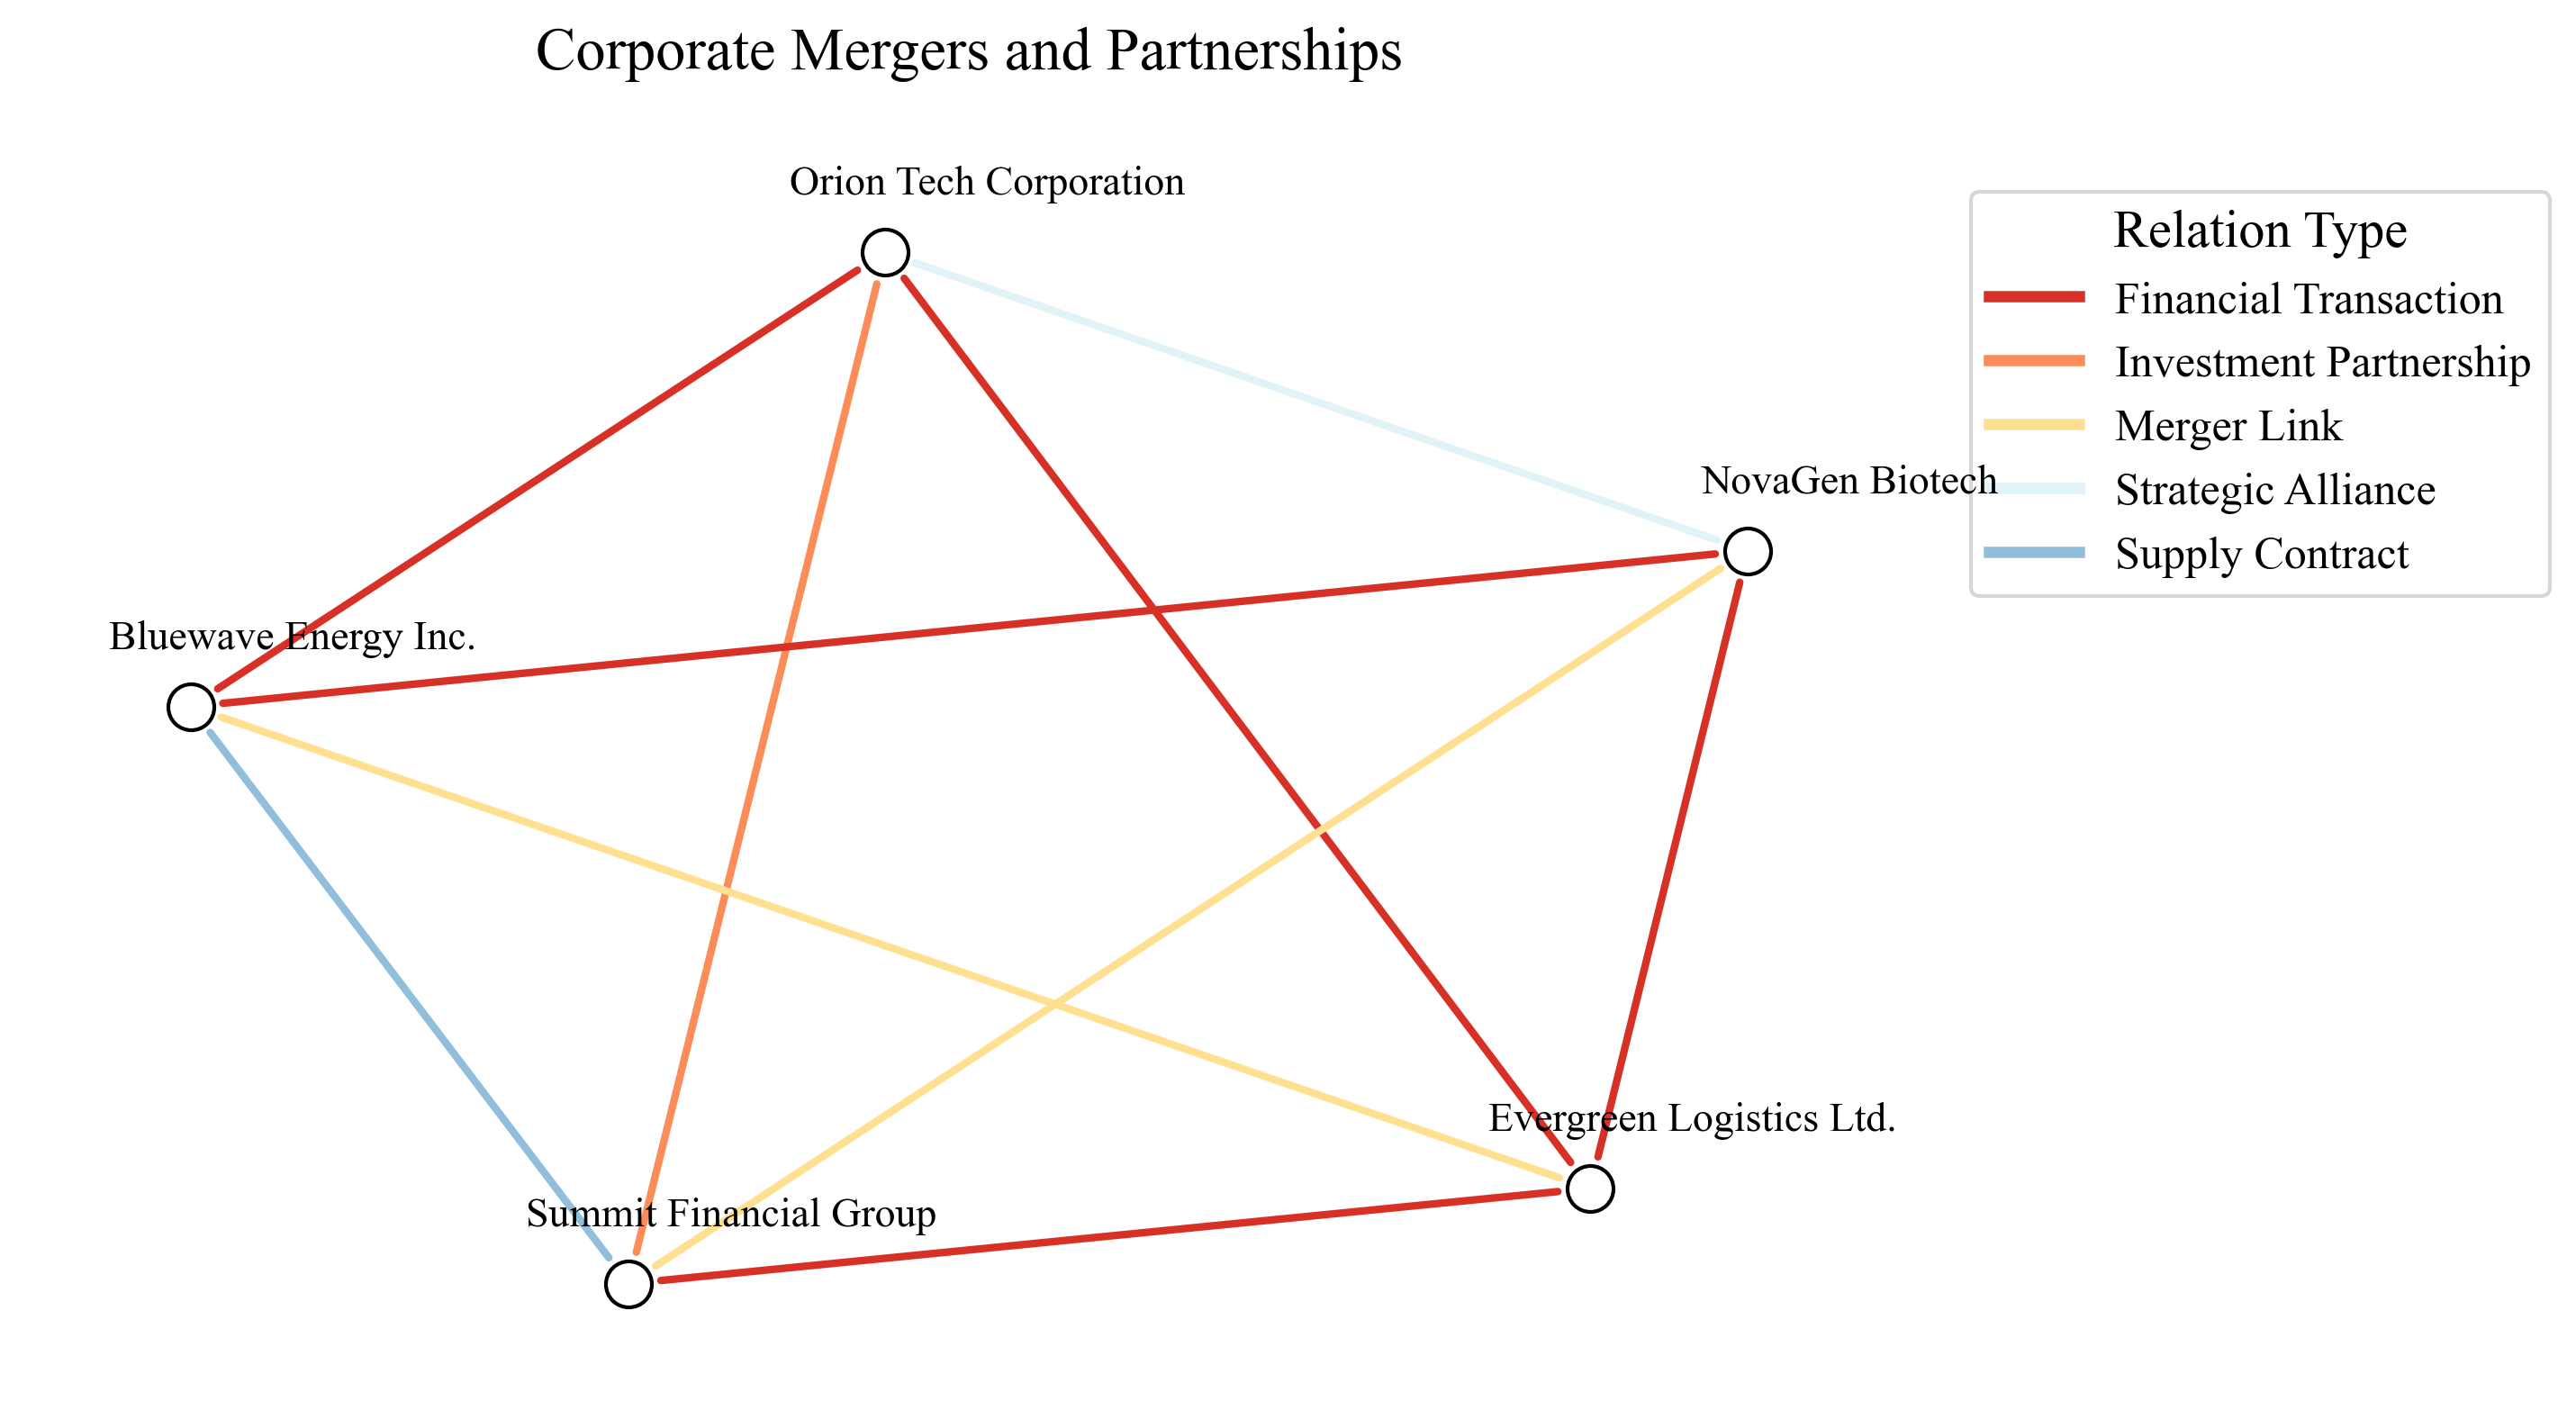 Corporate Mergers and Partnerships
Orion Tech Corporation
Relation Type
Financial Transaction
Investment Partnership
Merger Link
Strategic Alliance
Supply Contract
NovaGen Biotech
Bluewave Energy Inc.
Evergreen Logistics Ltd.
Summit Financial Group